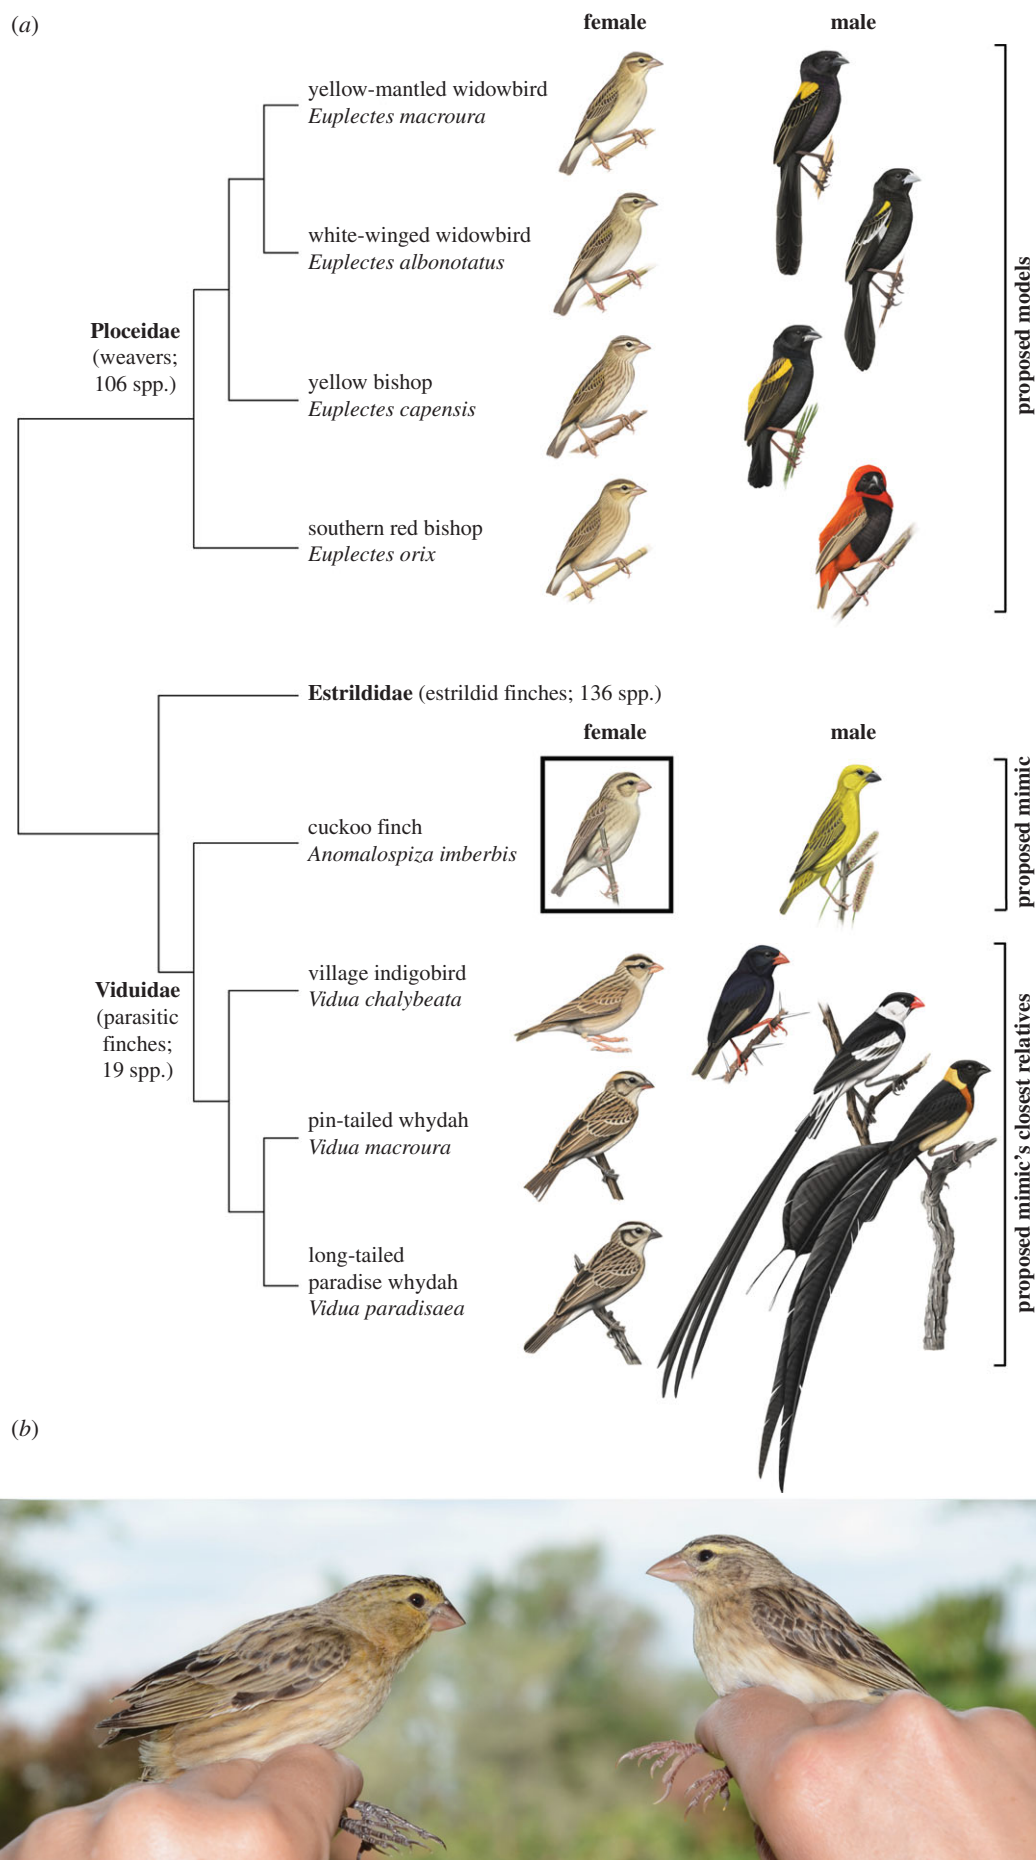 (a)
female
male
yellow-mantled widowbird
Euplectes macroura
white-winged widowbird
Euplectes albonotatus
Ploceidae
(weavers;
106 spp.)
yellow bishop
Euplectes capensis
southern red bishop
Euplectes orix
proposed models
Estrildidae (estrildid finches; 136 spp.)
female
male
cuckoo finch
Anomalospiza imberbis
proposed mimic
Viduidae
(parasitic
finches;
19 spp.)
village indigobird
Vidua chalybeata
pin-tailed whydah
Vidua macroura
long-tailed
paradise whydah
Vidua paradisaea
proposed mimic's closest relatives
(b)